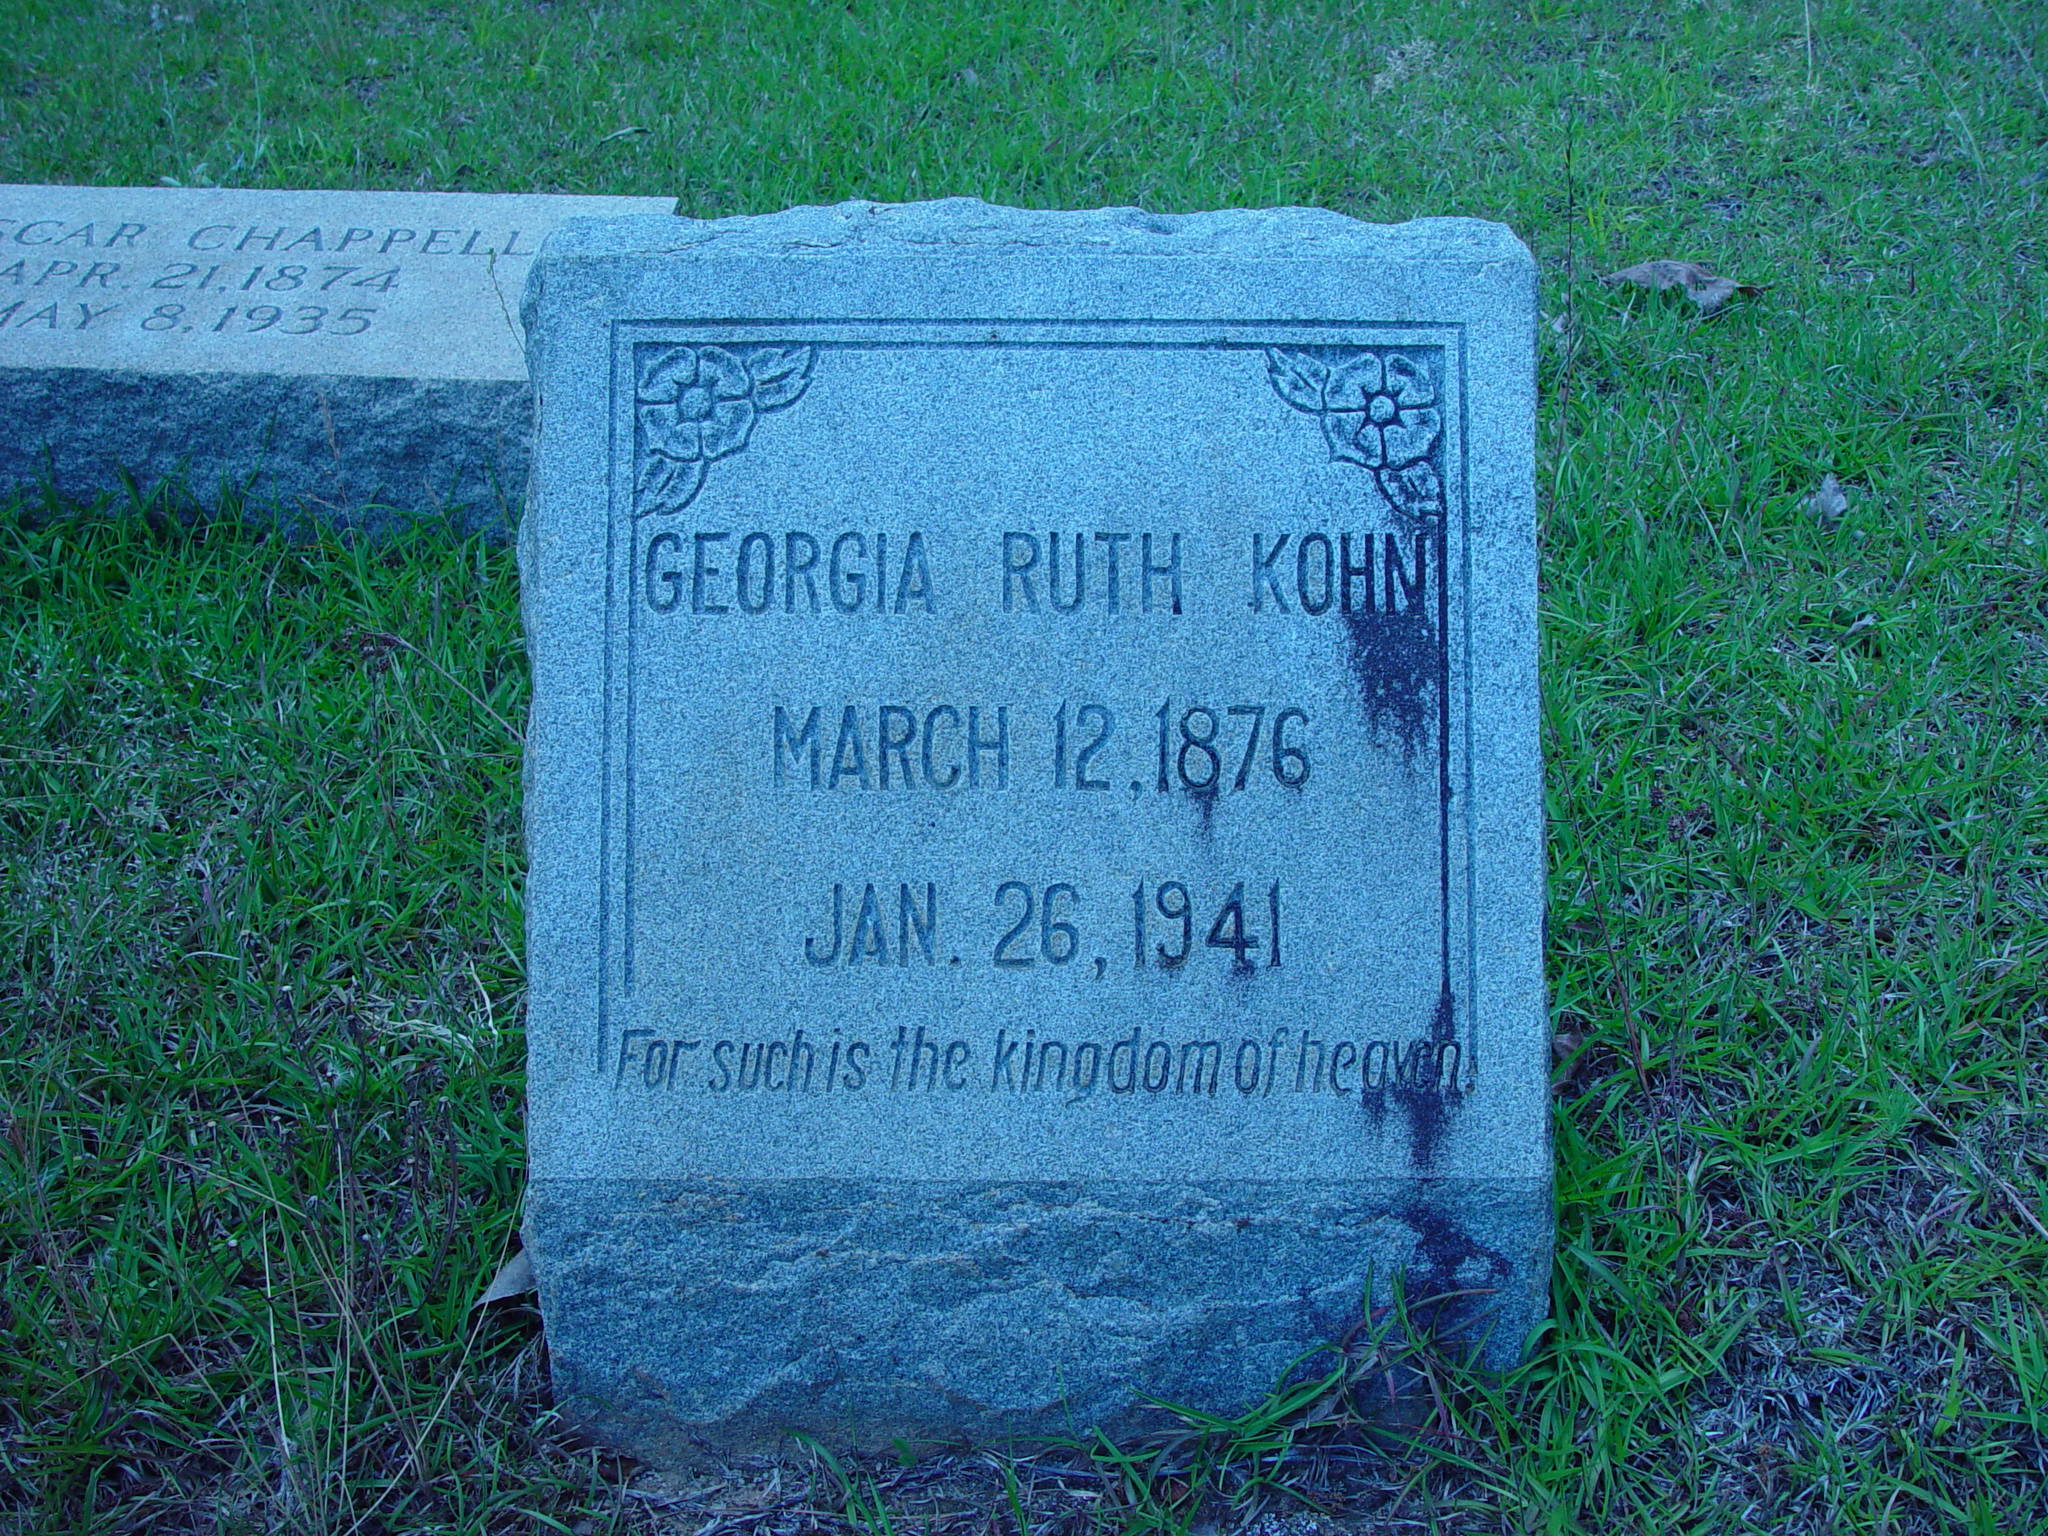 CHAPPELL
APR. 21, 1874
MAY 8, 1935
GEORGIA RUTH KOHN
MARCH 12, 1876
JAN. 26, 1941
For such is the kingdom of heaven.